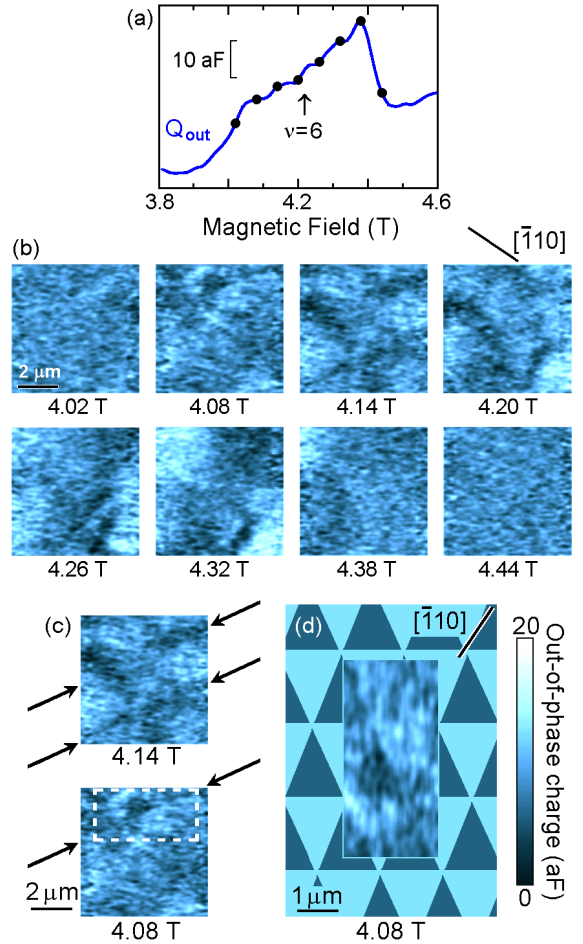 (a)
10 aF
Qout
ν=6
3.8 4.2 4.6
Magnetic Field (T)
(b)
[1̄10]
2 μm
4.02 T 4.08 T 4.14 T 4.20 T
4.26 T 4.32 T 4.38 T 4.44 T
(c)
4.14 T
2 μm
4.08 T
(d)
[1̄10]
1 μm
4.08 T
20
Out-of-phase charge (aF)
0